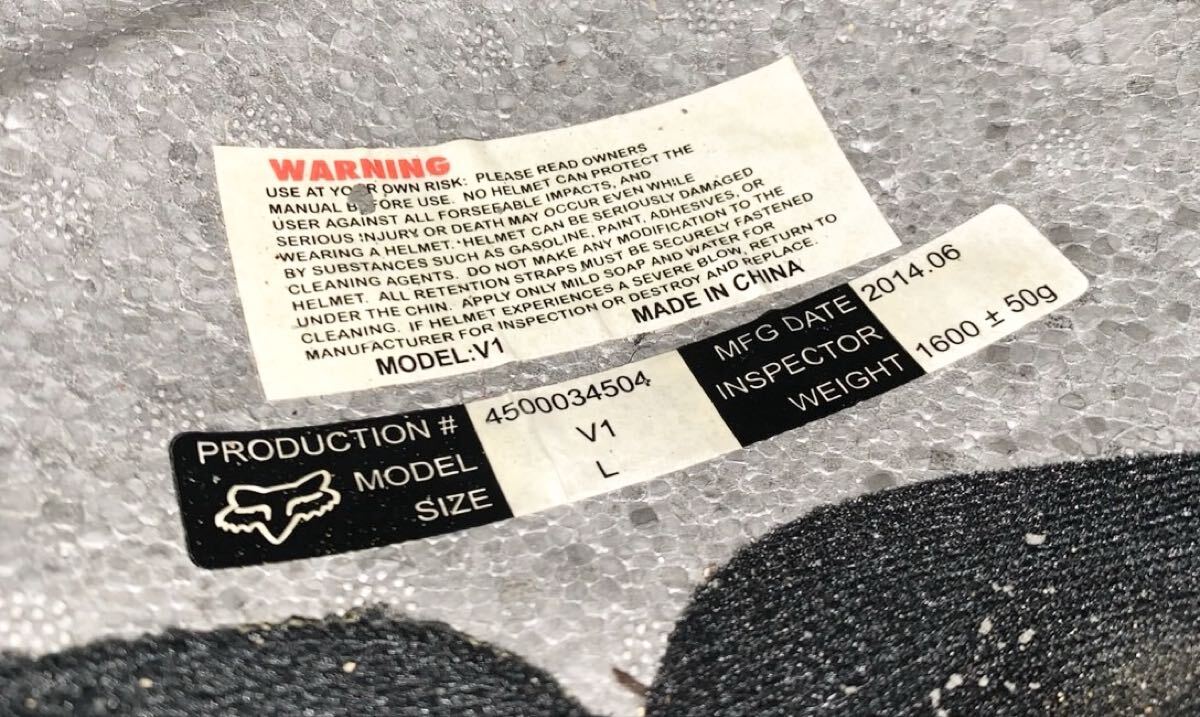 WARNING
USE AT YOUR OWN RISK: PLEASE READ OWNERS
MANUAL BEFORE USE. NO HELMET CAN PROTECT THE
USER AGAINST ALL FORSEFABLE IMPACTS, AND
SERIOUS INJURY OR DEATH MAY OCCUR EVEN WHILE
WEARING A HELMET. HELMET CAN BE SERIOUSLY DAMAGED
BY SUBSTANCES SUCH AS GASOLINE, PAINT, ADHESIVES, OR
CLEANING AGENTS. DO NOT MAKE ANY MODIFICATION TO THE
HELMET. ALL RETENTION STRAPS MUST BE SECURELY FASTENED
UNDER THE CHIN. APPLY ONLY MILD SOAP AND WATER FOR
CLEANING. IF HELMET EXPERIENCES A SEVERE BLOW, RETURN TO
MANUFACTURER FOR INSPECTION OR DESTROY AND REPLACE.
MODEL:V1 MADE IN CHINA
PRODUCTION # 4500034504 MFG DATE 2014.06
MODEL V1 INSPECTOR
SIZE L WEIGHT 1600 ± 50g